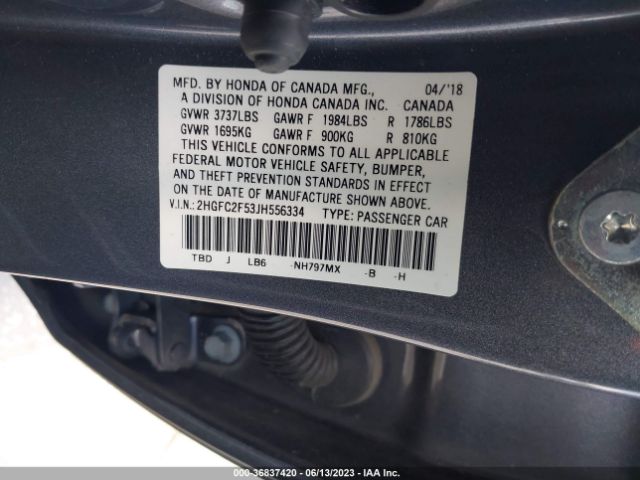 MFD. BY HONDA OF CANADA MFG., 04/'18
A DIVISION OF HONDA CANADA INC. CANADA
GVWR 3737LBS GAWR F 1984LBS R 1786LBS
GVWR 1695KG GAWR F 900KG R 810KG
THIS VEHICLE CONFORMS TO ALL APPLICABLE
FEDERAL MOTOR VEHICLE SAFETY, BUMPER,
AND THEFT PREVENTION STANDARDS IN EFFECT
ON THE DATE OF MANUFACTURE SHOWN ABOVE.
V.I.N.: 2HGFC2F53JH556334 TYPE: PASSENGER CAR
TBD J LB6 -NH797MX -B -H
000-36837420 - 06/13/2023 - IAA Inc.